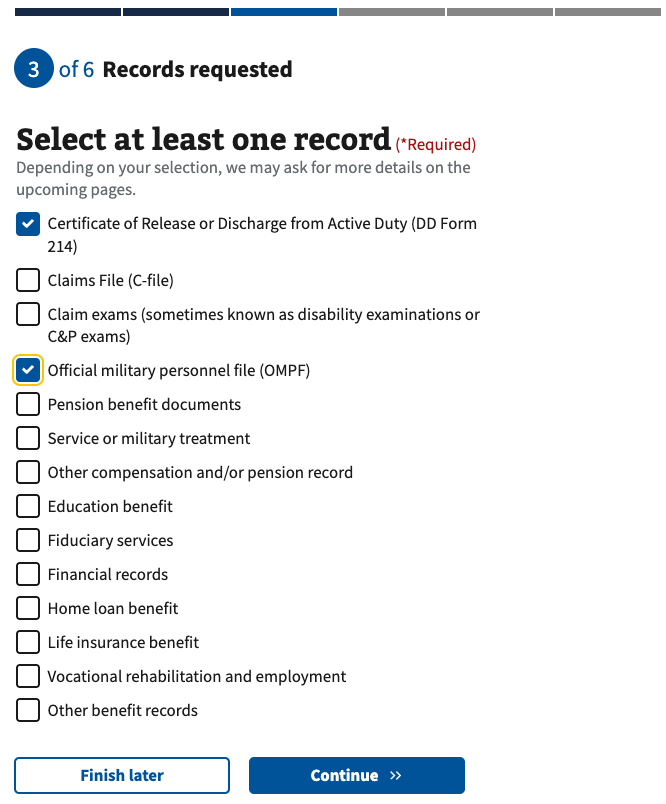 3 of 6 Records requested
Select at least one record (*Required)
Depending on your selection, we may ask for more details on the
upcoming pages.
Certificate of Release or Discharge from Active Duty (DD Form
214)
Claims File (C-file)
Claim exams (sometimes known as disability examinations or
C&P exams)
Official military personnel file (OMPF)
Pension benefit documents
Service or military treatment
Other compensation and/or pension record
Education benefit
Fiduciary services
Financial records
Home loan benefit
Life insurance benefit
Vocational rehabilitation and employment
Other benefit records
Finish later
Continue »